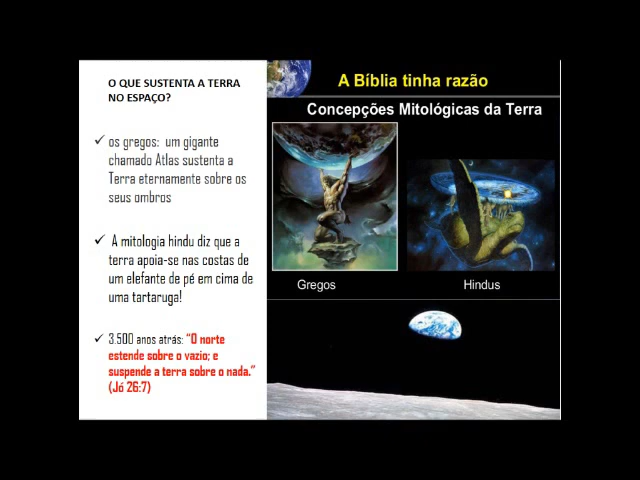 O QUE SUSTENTA A TERRA
NO ESPAÇO?
os gregos: um gigante
chamado Atlas sustenta a
Terra eternamente sobre os
seus ombros
A mitologia hindu diz que a
terra apoia-se nas costas de
um elefante de pé em cima de
uma tartaruga!
3.500 anos atrás: “O norte
estende sobre o vazio; e
suspende a terra sobre o nada.”
(Jó 26:7)
A Bíblia tinha razão
Concepções Mitológicas da Terra
Gregos
Hindus